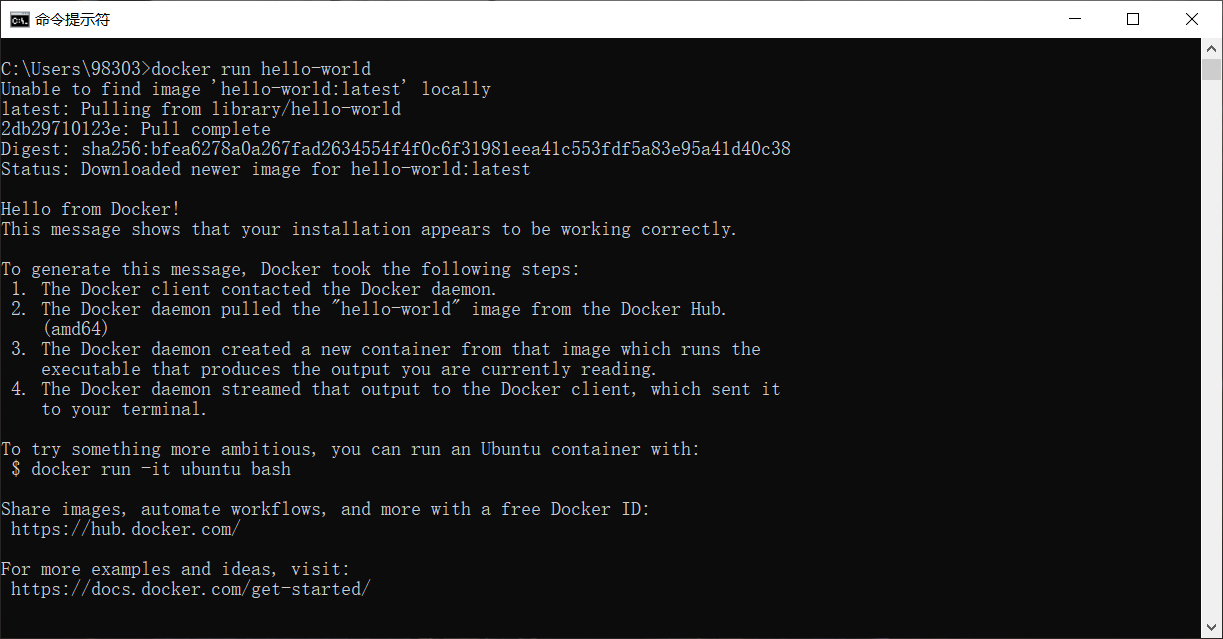 命令提示符
C:\Users\98303>docker run hello-world
Unable to find image 'hello-world:latest' locally
latest: Pulling from library/hello-world
2db29710123e: Pull complete
Digest: sha256:bfea6278a0a267fad2634554f4f0c6f31981eea41c553fdf5a83e95a41d40c38
Status: Downloaded newer image for hello-world:latest
Hello from Docker!
This message shows that your installation appears to be working correctly.
To generate this message, Docker took the following steps:
1. The Docker client contacted the Docker daemon.
2. The Docker daemon pulled the "hello-world" image from the Docker Hub.
(amd64)
3. The Docker daemon created a new container from that image which runs the
executable that produces the output you are currently reading.
4. The Docker daemon streamed that output to the Docker client, which sent it
to your terminal.
To try something more ambitious, you can run an Ubuntu container with:
$ docker run -it ubuntu bash
Share images, automate workflows, and more with a free Docker ID:
https://hub.docker.com/
For more examples and ideas, visit:
https://docs.docker.com/get-started/